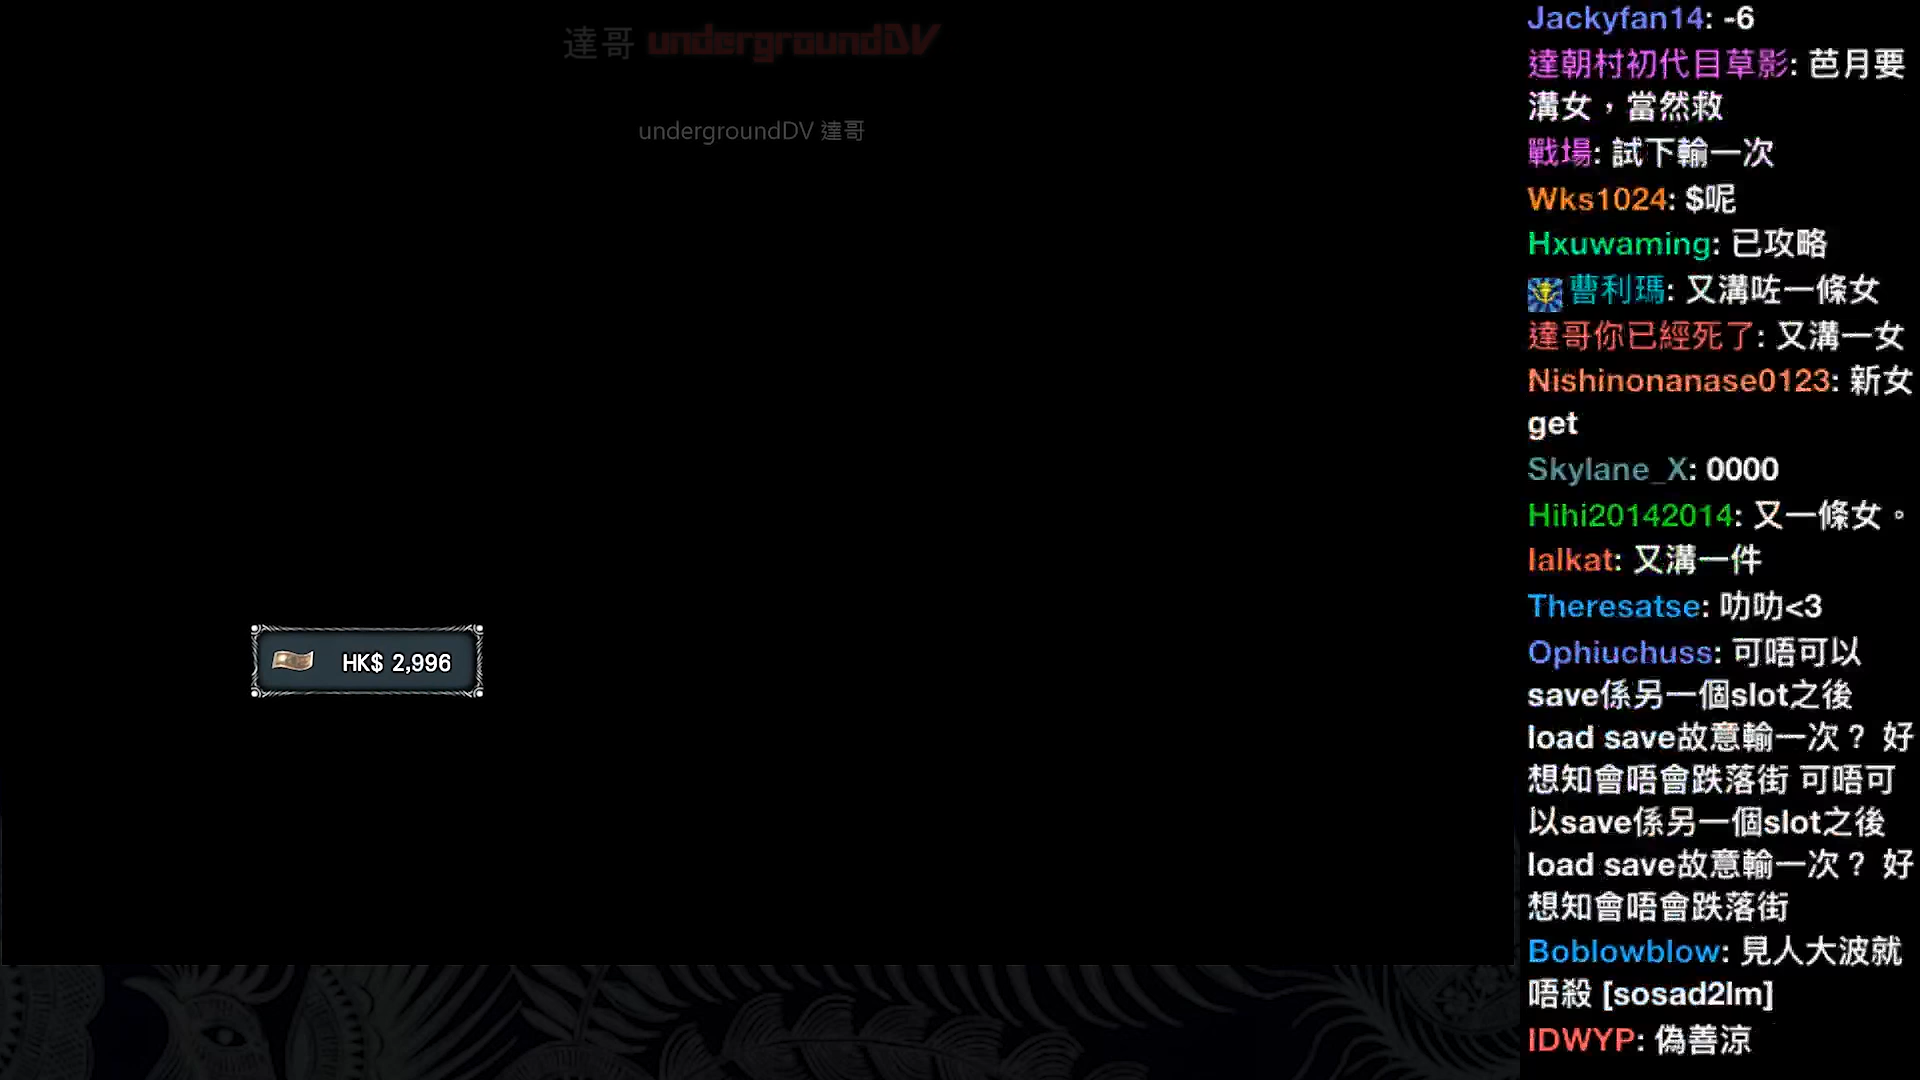 達哥 undergroundDV
undergroundDV 達哥
HK$ 2,996
Jackyfan14: -6
達朝村初代目草影: 芭月要
溝女，當然救
戰場: 試下輸一次
Wks1024: $呢
Hxuwaming: 已攻略
曹利瑪: 又溝咗一條女
達哥你已經死了: 又溝一女
Nishinonanase0123: 新女
get
Skylane_X: 0000
Hihi20142014: 又一條女。
lalkat: 又溝一件
Theresatse: 叻叻<3
Ophiuchuss: 可唔可以
save係另一個slot之後
load save故意輸一次？ 好
想知會唔會跌落街 可唔可
以save係另一個slot之後
load save故意輸一次？ 好
想知會唔會跌落街
Boblowblow: 見人大波就
唔殺 [sosad2lm]
IDWYP: 偽善涼